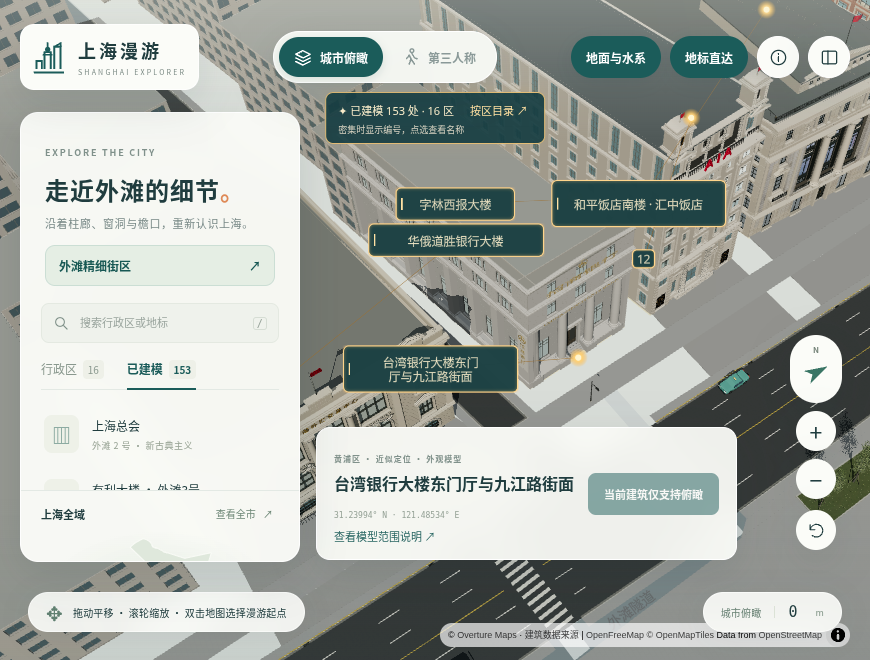 上海漫游
SHANGHAI EXPLORER
城市俯瞰
第三人称
地面与水系
地标直达
✦ 已建模 153 处 · 16 区 按区目录 ↗
密集时显示编号，点选查看名称
EXPLORE THE CITY
走近外滩的细节。
沿着柱廊、窗洞与檐口，重新认识上海。
外滩精细街区 ↗
搜索行政区或地标 /
行政区 16 已建模 153
上海总会
外滩 2 号 · 新古典主义
有利大楼 · 外滩3号
上海全域 查看全市 ↗
字林西报大楼
和平饭店南楼 · 汇中饭店
华俄道胜银行大楼
12
台湾银行大楼东门
厅与九江路街面
N
黄浦区 · 近似定位 · 外观模型
台湾银行大楼东门厅与九江路街面
当前建筑仅支持俯瞰
31.23994° N · 121.48534° E
查看模型范围说明 ↗
拖动平移 · 滚轮缩放 · 双击地图选择漫游起点
城市俯瞰 0 m
© Overture Maps · 建筑数据来源 | OpenFreeMap © OpenMapTiles Data from OpenStreetMap